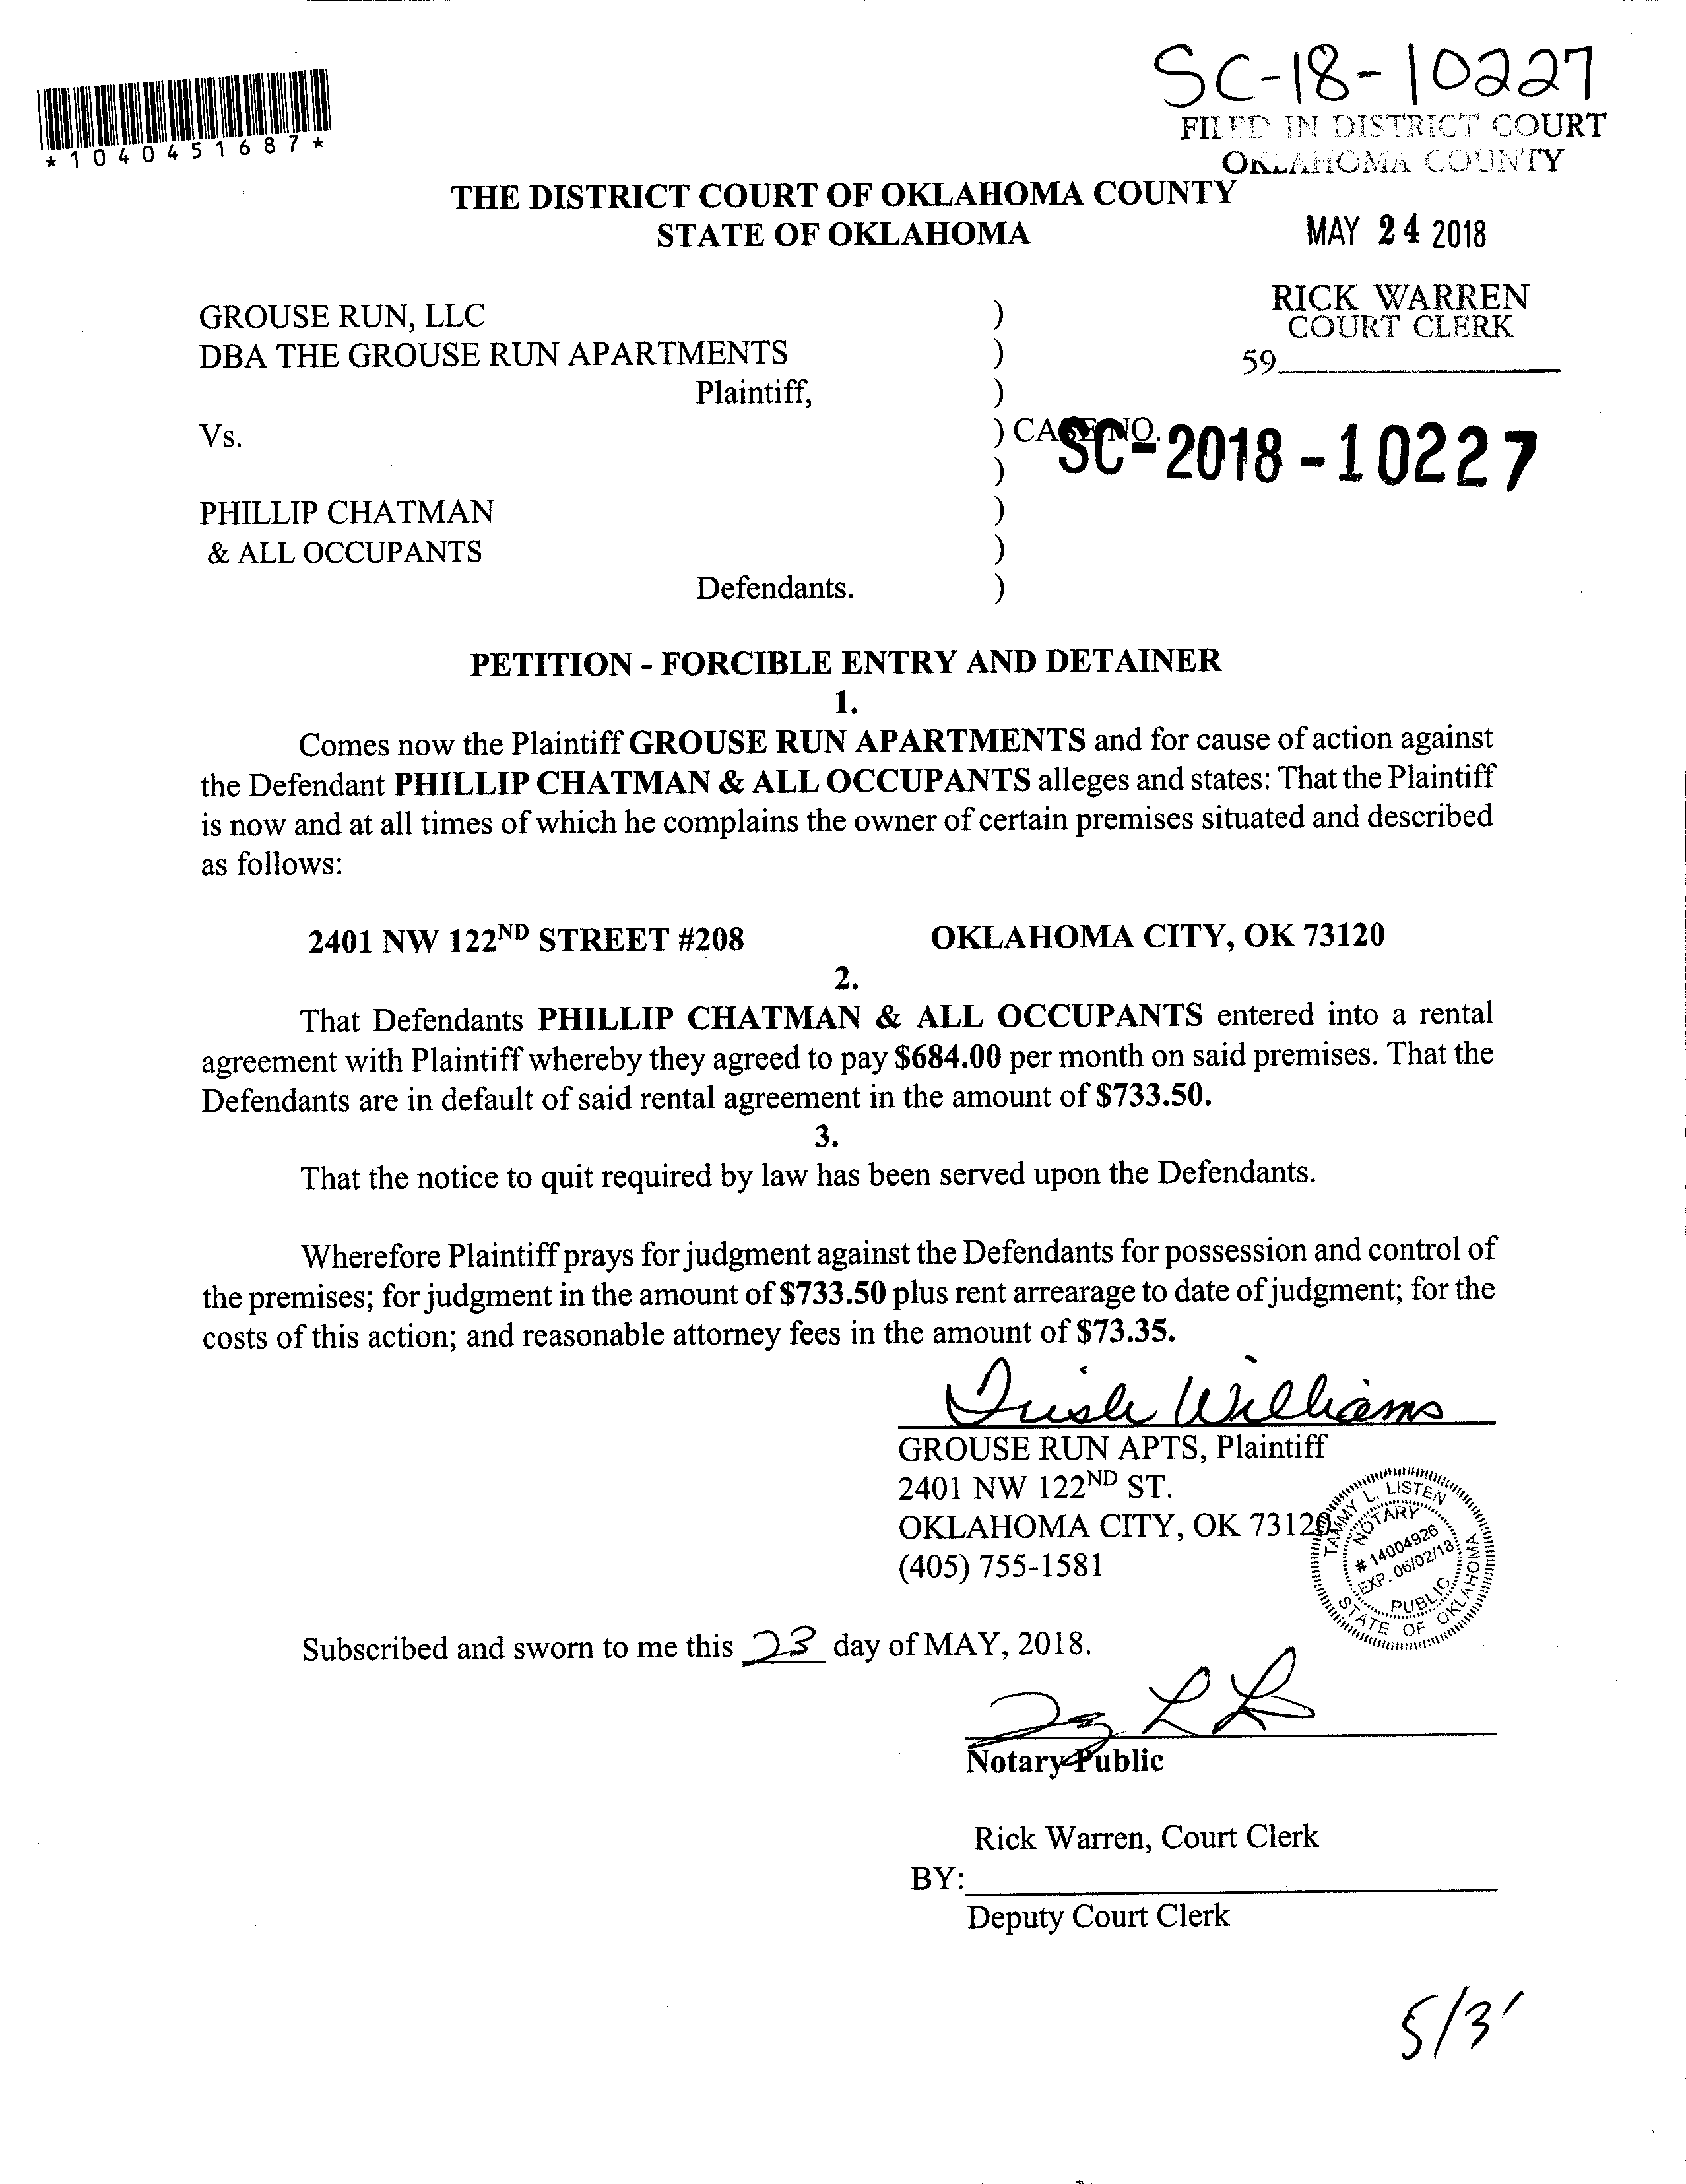 SC-18-10227
*1040451687*
FILED IN DISTRICT COURT
OKLAHOMA COUNTY
THE DISTRICT COURT OF OKLAHOMA COUNTY
STATE OF OKLAHOMA
MAY 24 2018
RICK WARREN
COURT CLERK
59
GROUSE RUN, LLC )
DBA THE GROUSE RUN APARTMENTS )
Plaintiff, )
Vs. ) CASE NO. SC-2018-10227
)
PHILLIP CHATMAN )
& ALL OCCUPANTS )
Defendants. )
PETITION - FORCIBLE ENTRY AND DETAINER
1.
Comes now the Plaintiff GROUSE RUN APARTMENTS and for cause of action against
the Defendant PHILLIP CHATMAN & ALL OCCUPANTS alleges and states: That the Plaintiff
is now and at all times of which he complains the owner of certain premises situated and described
as follows:
2401 NW 122ND STREET #208 OKLAHOMA CITY, OK 73120
2.
That Defendants PHILLIP CHATMAN & ALL OCCUPANTS entered into a rental
agreement with Plaintiff whereby they agreed to pay $684.00 per month on said premises. That the
Defendants are in default of said rental agreement in the amount of $733.50.
3.
That the notice to quit required by law has been served upon the Defendants.
Wherefore Plaintiff prays for judgment against the Defendants for possession and control of
the premises; for judgment in the amount of $733.50 plus rent arrearage to date of judgment; for the
costs of this action; and reasonable attorney fees in the amount of $73.35.
Trish Williams
GROUSE RUN APTS, Plaintiff
2401 NW 122ND ST.
OKLAHOMA CITY, OK 73120
(405) 755-1581
TAMMY L. LISTEN
NOTARY
# 14004926
EXP. 06/02/18
PUBLIC
STATE OF OKLAHOMA
Subscribed and sworn to me this 23 day of MAY, 2018.
Notary Public
Rick Warren, Court Clerk
BY:
Deputy Court Clerk
5/31